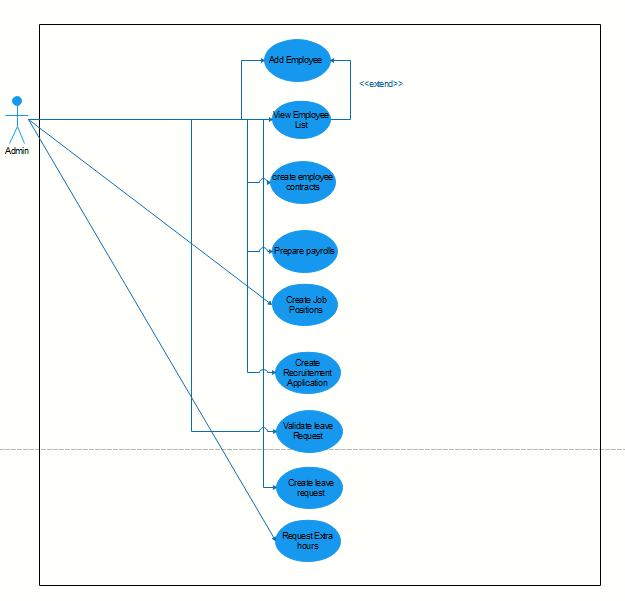 Add Employee
<<extend>>
View Employee
List
Admin
create employee
contracts
Prepare payrolls
Create Job
Positions
Create
Recruitement
Application
Validate leave
Request
Create leave
request
Request Extra
hours